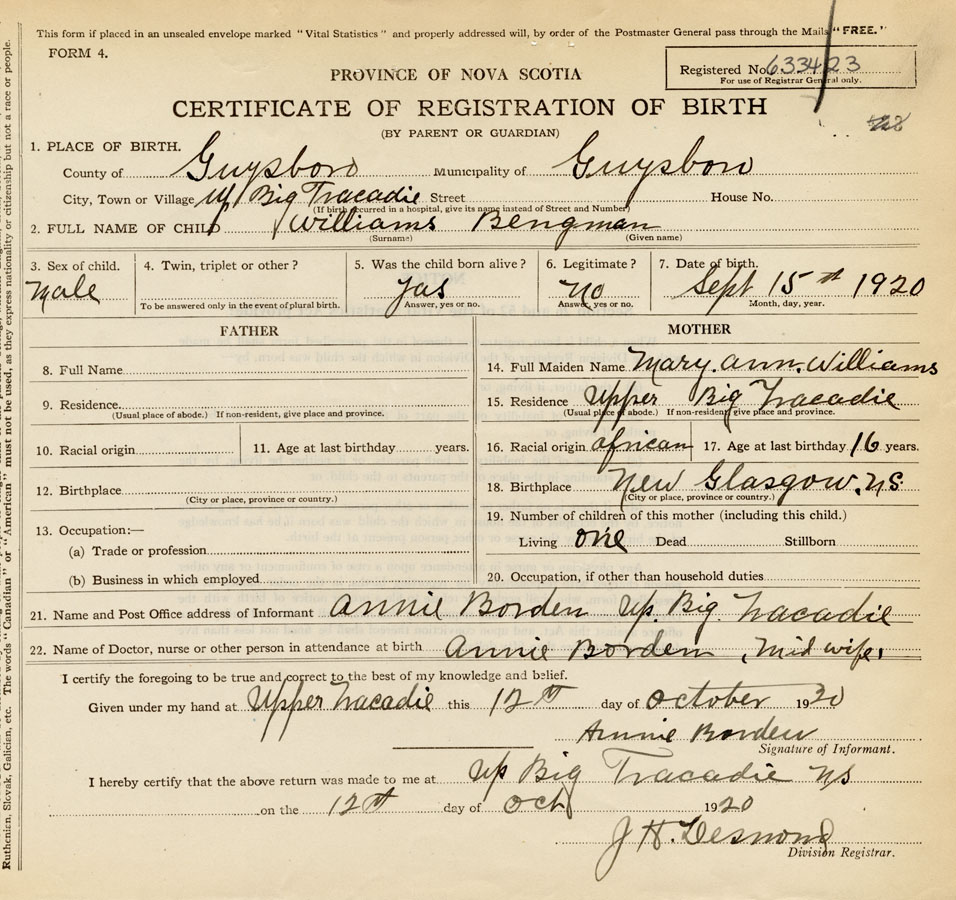 This form if placed in an unsealed envelope marked "Vital Statistics" and properly addressed will, by order of the Postmaster General pass through the Mails "FREE."
FORM 4.
Registered No. 633423
For use of Registrar General only.
PROVINCE OF NOVA SCOTIA
CERTIFICATE OF REGISTRATION OF BIRTH
(BY PARENT OR GUARDIAN)
1. PLACE OF BIRTH.
County of Guysboro Municipality of Guysboro
City, Town or Village Up Big Tracadie Street House No.
(If birth occurred in a hospital, give its name instead of Street and Number)
2. FULL NAME OF CHILD Williams Bengman
(Surname) (Given name)
3. Sex of child. 4. Twin, triplet or other? 5. Was the child born alive? 6. Legitimate? 7. Date of birth.
Male yas no Sept 15th 1920
To be answered only in the event of plural birth. Answer, yes or no. Answer, yes or no. Month, day, year.
FATHER
8. Full Name
9. Residence.
(Usual place of abode.) If non-resident, give place and province.
10. Racial origin 11. Age at last birthday years.
12. Birthplace
(City or place, province or country.)
13. Occupation:—
(a) Trade or profession
(b) Business in which employed
MOTHER
14. Full Maiden Name Mary. ann. Williams
15. Residence Upper Big Tracadie
(Usual place of abode.) If non-resident, give place and province.
16. Racial origin african 17. Age at last birthday 16 years.
18. Birthplace New Glasgow. NS
(City or place, province or country.)
19. Number of children of this mother (including this child.)
Living one Dead Stillborn
20. Occupation, if other than household duties
21. Name and Post Office address of Informant annie Borden Up. Big. Tracadie
22. Name of Doctor, nurse or other person in attendance at birth annie Borden, Mid wife,
I certify the foregoing to be true and correct to the best of my knowledge and belief.
Given under my hand at Upper Tracadie this 12th day of October 1920
Annie Borden
Signature of Informant.
I hereby certify that the above return was made to me at Up Big Tracadie NS
on the 12th day of Oct 1920
J H. Desmond
Division Registrar.
Ruthenian, Slovak, Galician, etc. The words "Canadian" or "American" must not be used, as they express nationality or citizenship but not a race or people.